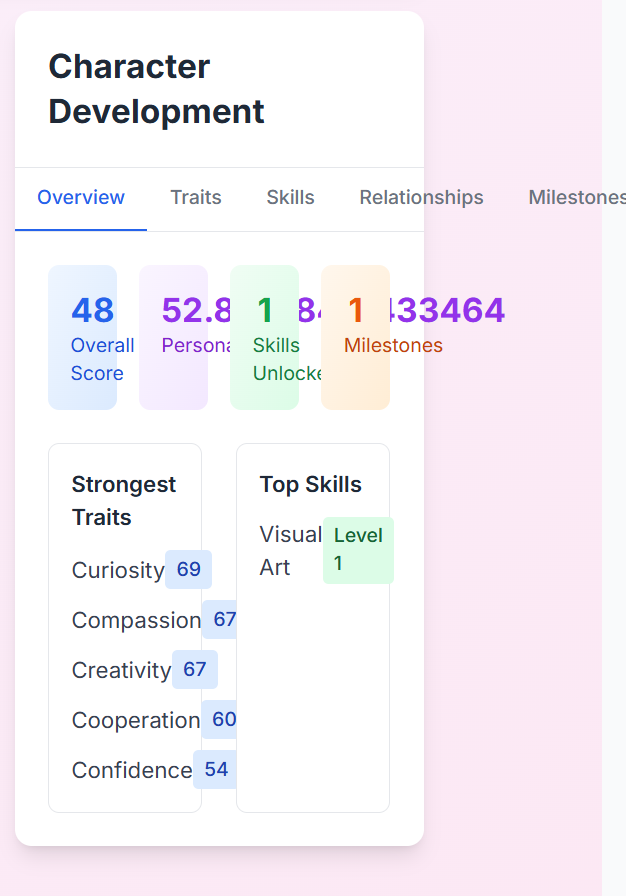 Character
Development
Overview Traits Skills Relationships Milestones
48 52.8 1 1 433464
Overall Persona Skills Milestones
Score Unlocke
Strongest Top Skills
Traits
Visual Level
Art 1
Curiosity 69
Compassion 67
Creativity 67
Cooperation 60
Confidence 54